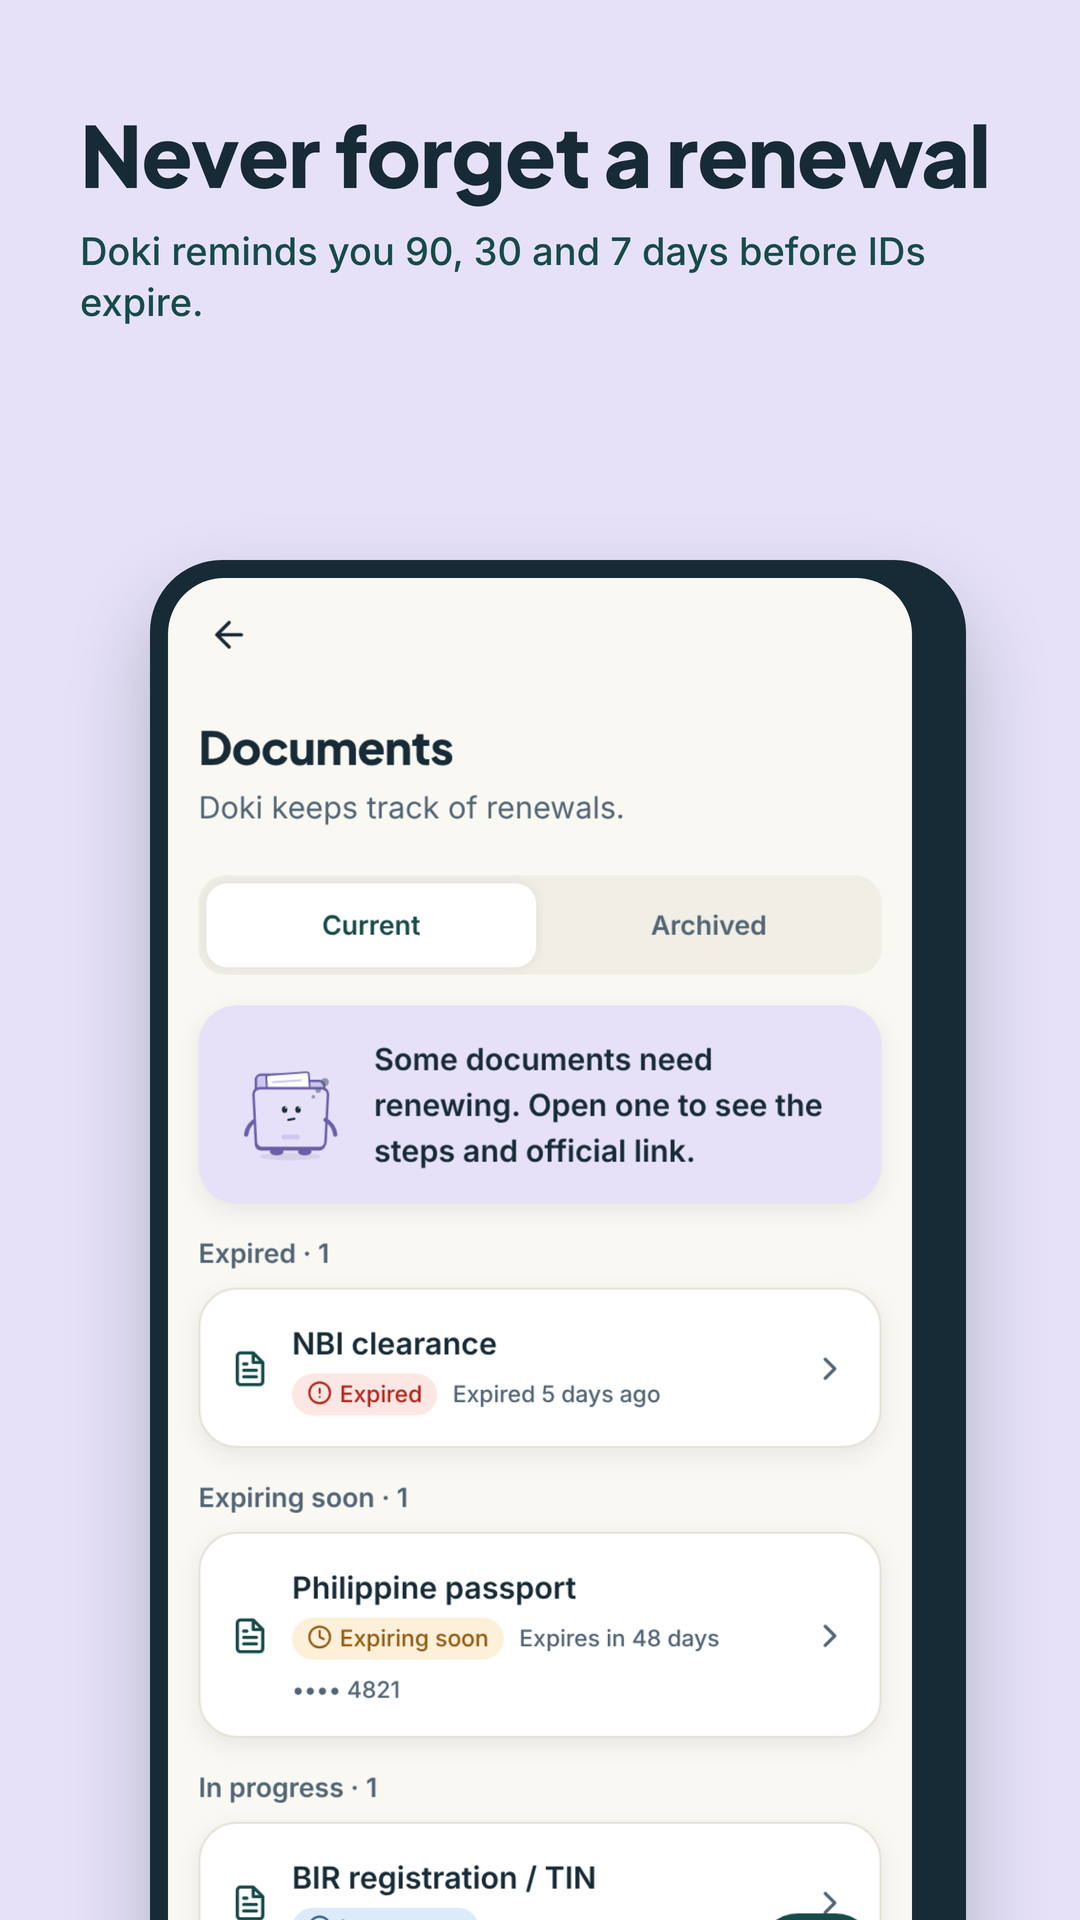 Never forget a renewal
Doki reminds you 90, 30 and 7 days before IDs
expire.
Documents
Doki keeps track of renewals.
Current
Archived
Some documents need
renewing. Open one to see the
steps and official link.
Expired · 1
NBI clearance
Expired
Expired 5 days ago
Expiring soon · 1
Philippine passport
Expiring soon
Expires in 48 days
•••• 4821
In progress · 1
BIR registration / TIN